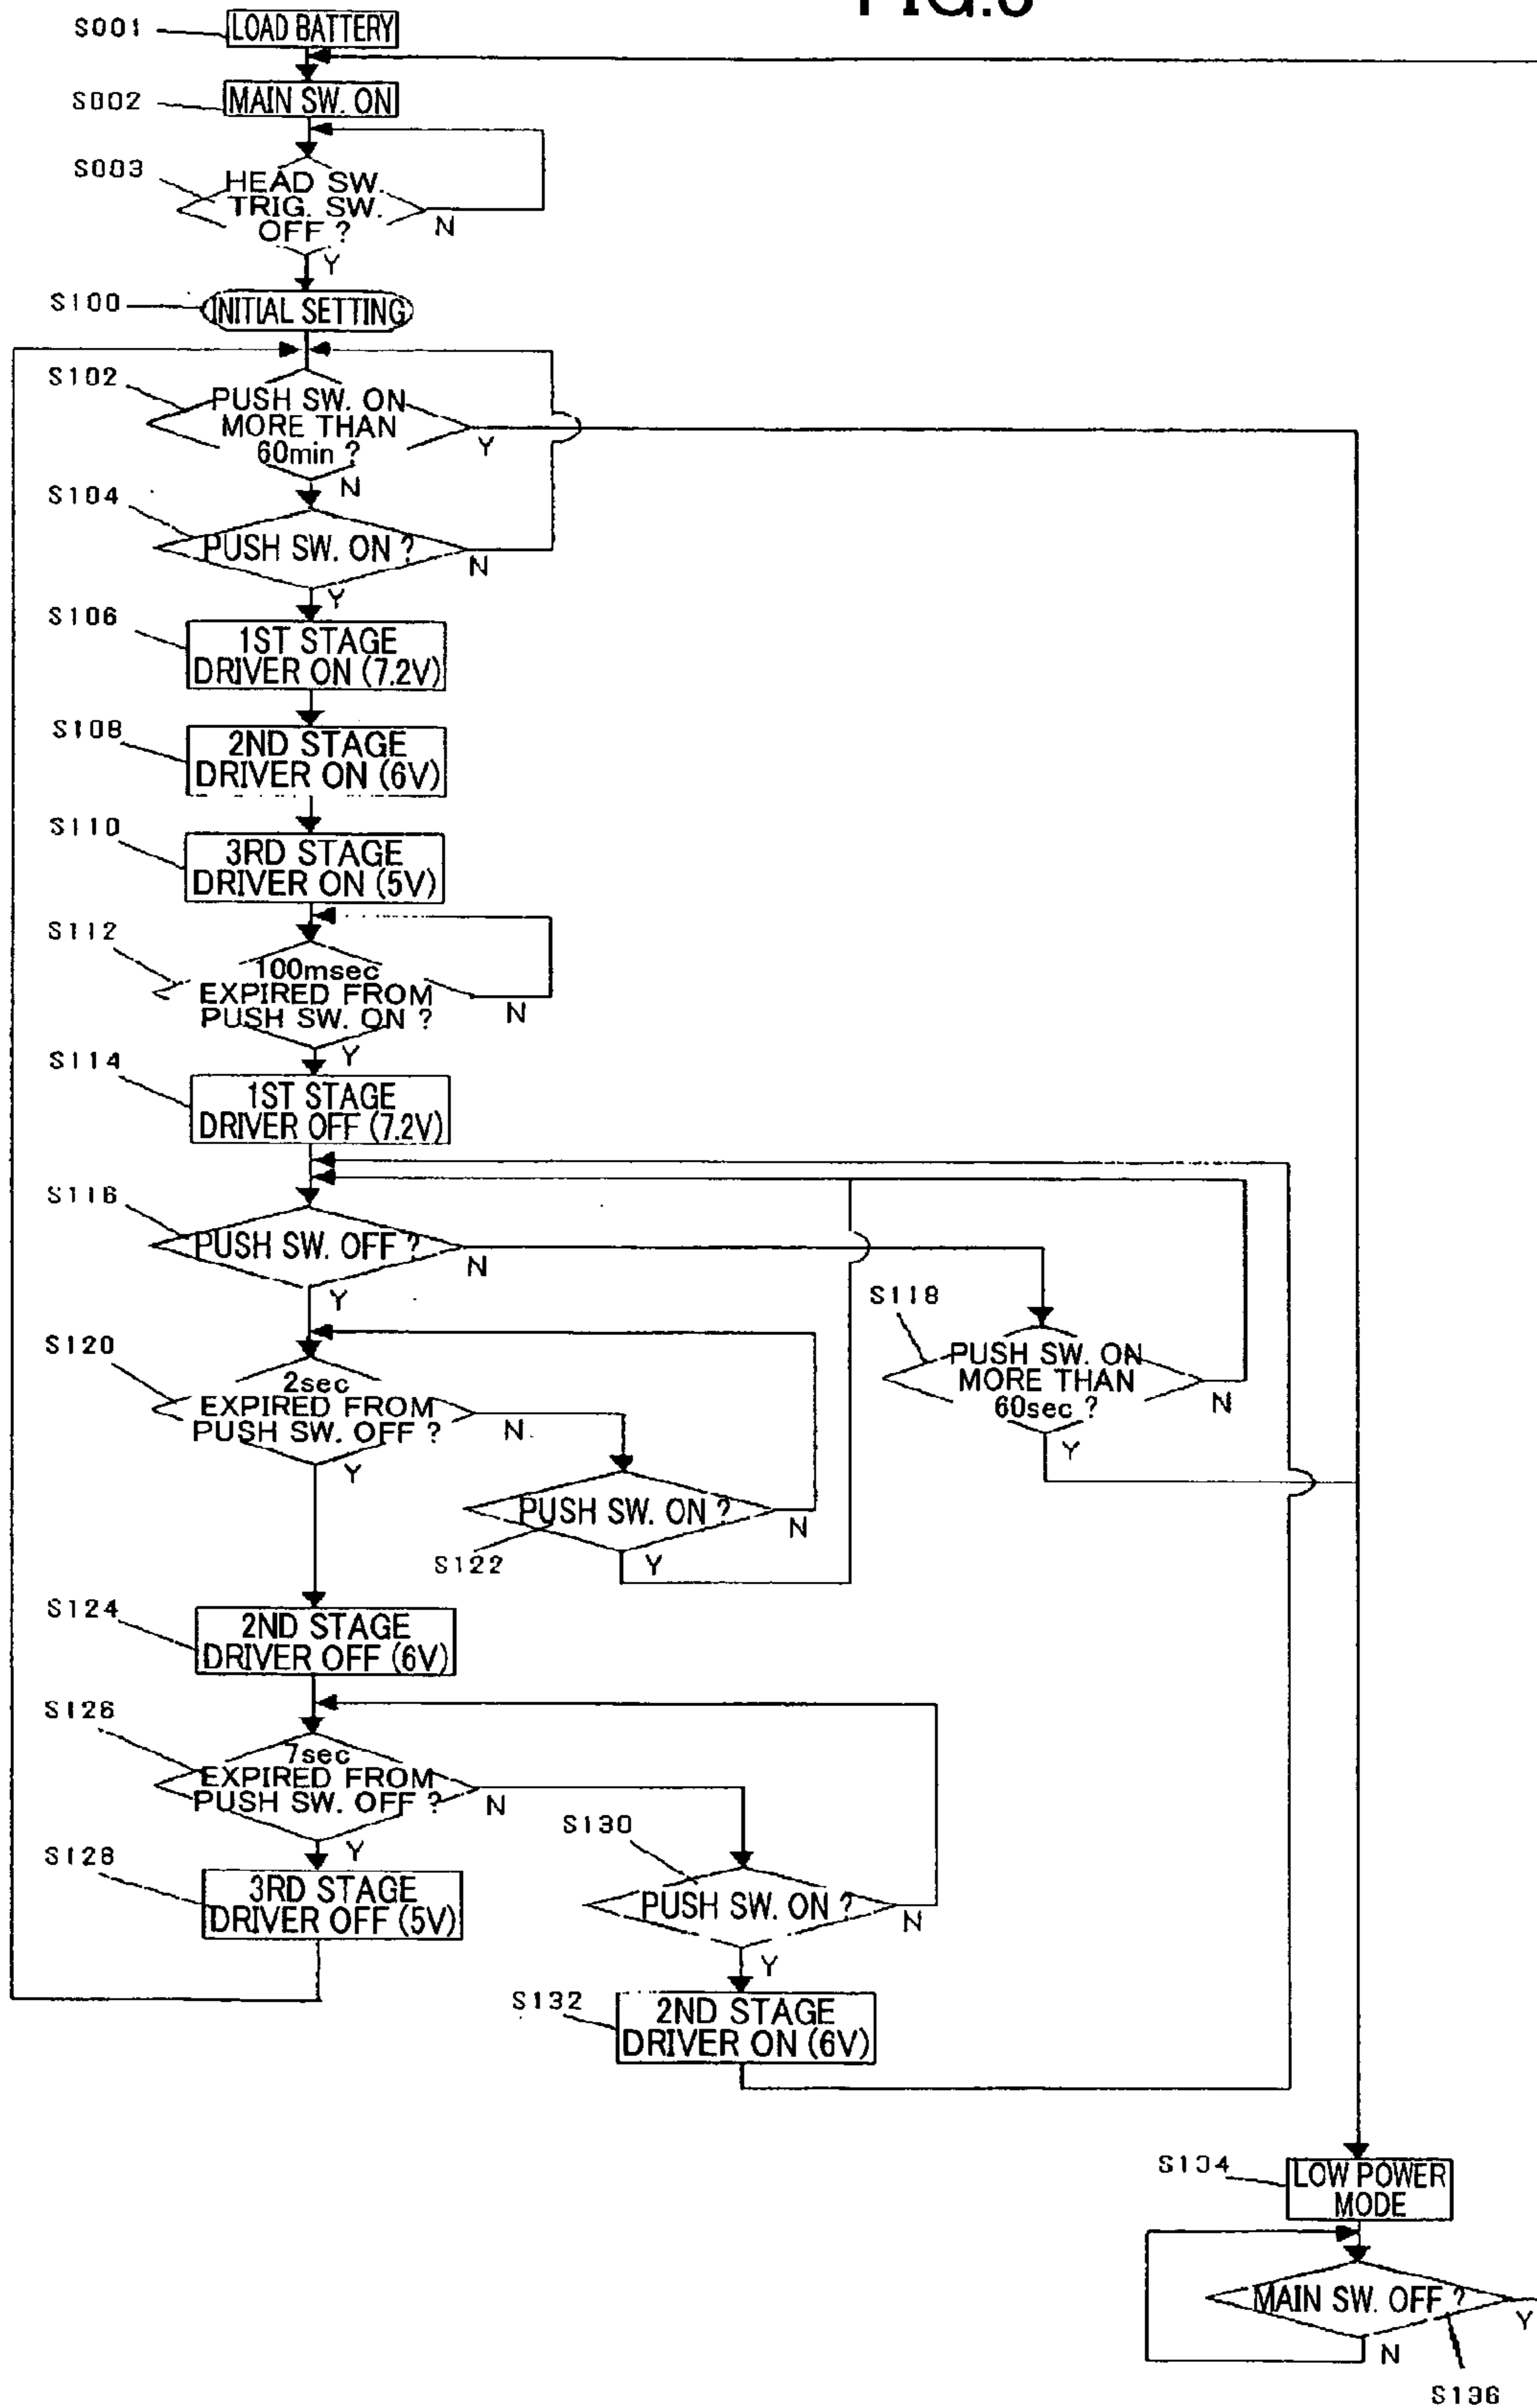 S001
LOAD BATTERY
S002
MAIN SW. ON
S003
HEAD SW.
TRIG. SW.
OFF ?
N
Y
S100
INITIAL SETTING
S102
PUSH SW. ON
MORE THAN
60min ?
Y
N
S104
PUSH SW. ON ?
N
Y
S106
1ST STAGE
DRIVER ON (7.2V)
S108
2ND STAGE
DRIVER ON (6V)
S110
3RD STAGE
DRIVER ON (5V)
S112
100msec
EXPIRED FROM
PUSH SW. ON ?
N
Y
S114
1ST STAGE
DRIVER OFF (7.2V)
S116
PUSH SW. OFF ?
N
Y
S118
PUSH SW. ON
MORE THAN
60sec ?
N
Y
S120
2sec
EXPIRED FROM
PUSH SW. OFF ?
N
Y
PUSH SW. ON ?
N
S122
Y
S124
2ND STAGE
DRIVER OFF (6V)
S126
7sec
EXPIRED FROM
PUSH SW. OFF ?
N
Y
S128
3RD STAGE
DRIVER OFF (5V)
S130
PUSH SW. ON ?
N
Y
S132
2ND STAGE
DRIVER ON (6V)
S134
LOW POWER
MODE
MAIN SW. OFF ?
Y
N
S136